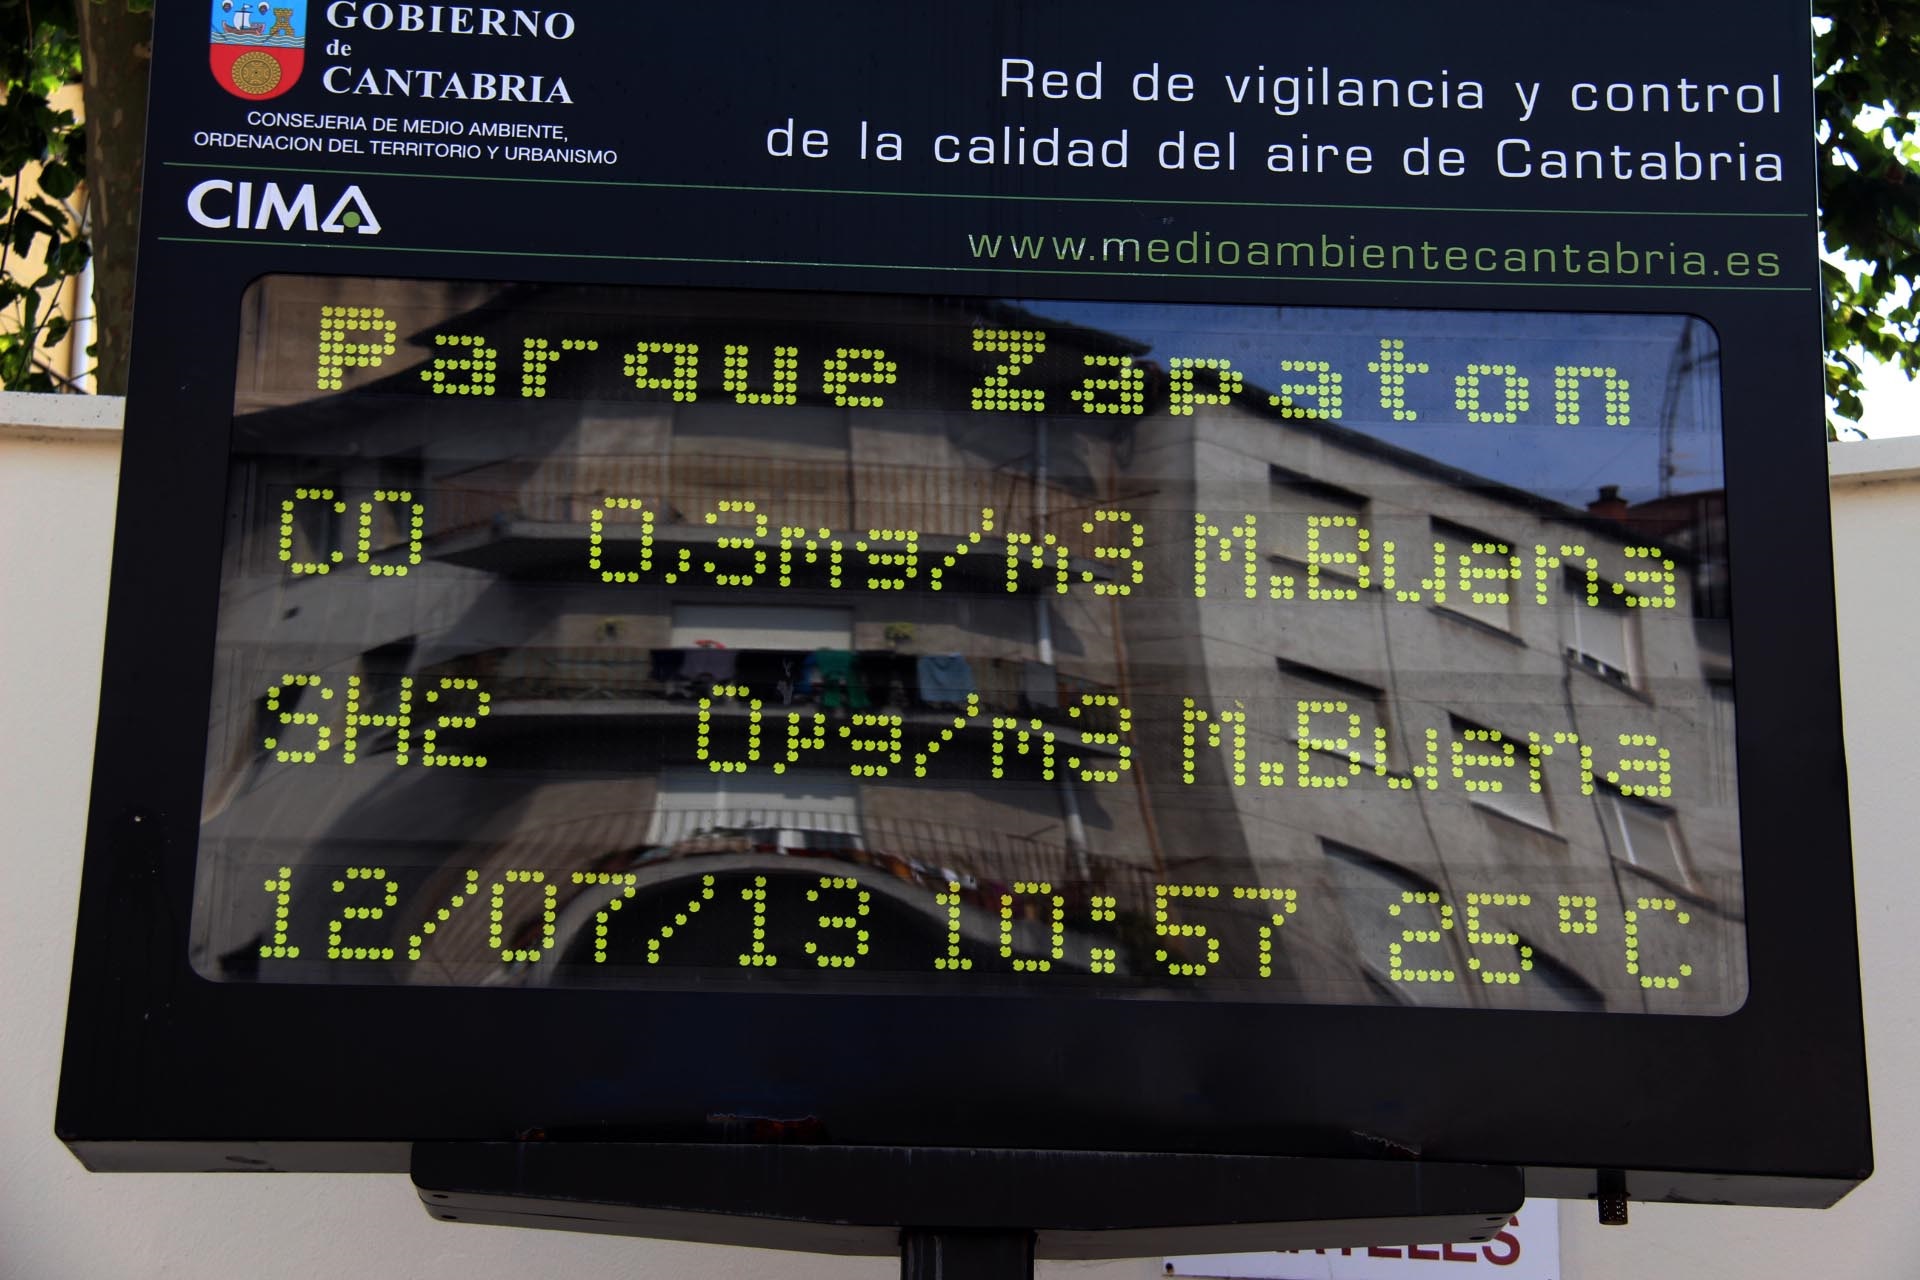 GOBIERNO
de
CANTABRIA
CONSEJERIA DE MEDIO AMBIENTE,
ORDENACION DEL TERRITORIO Y URBANISMO
Red de vigilancia y control
de la calidad del aire de Cantabria
CIMA
www.medioambientecantabria.es
Parque Zapaton
CO 0,3mg/m3 M.Buena
SH2 0µg/m3 M.Buena
12/07/13 10:57 25ºC